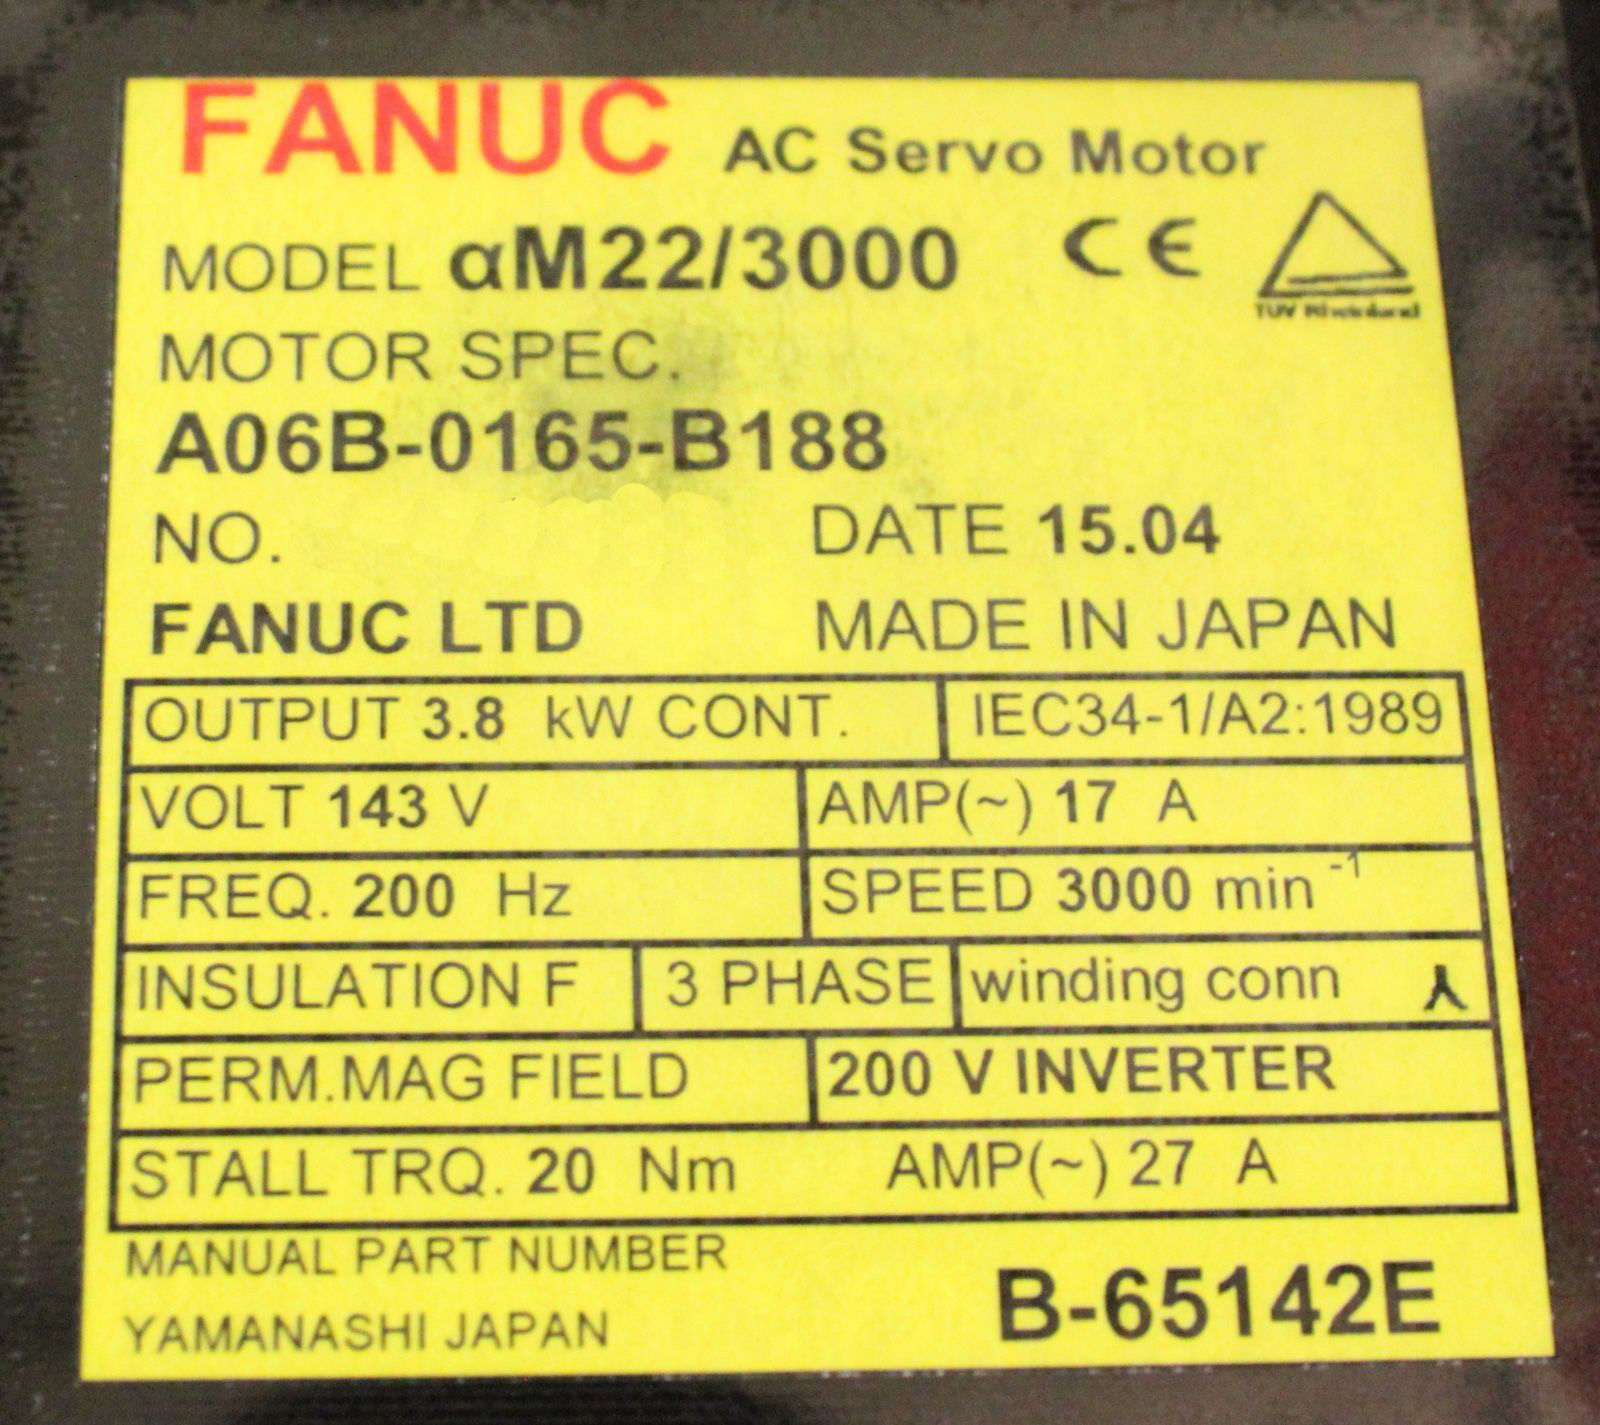 FANUC AC Servo Motor
MODEL αM22/3000 CE
TUV Rheinland
MOTOR SPEC.
A06B-0165-B188
NO. DATE 15.04
FANUC LTD MADE IN JAPAN
OUTPUT 3.8 kW CONT. IEC34-1/A2:1989
VOLT 143 V AMP(~) 17 A
FREQ. 200 Hz SPEED 3000 min⁻¹
INSULATION F 3 PHASE winding conn
PERM.MAG FIELD 200 V INVERTER
STALL TRQ. 20 Nm AMP(~) 27 A
MANUAL PART NUMBER
YAMANASHI JAPAN B-65142E